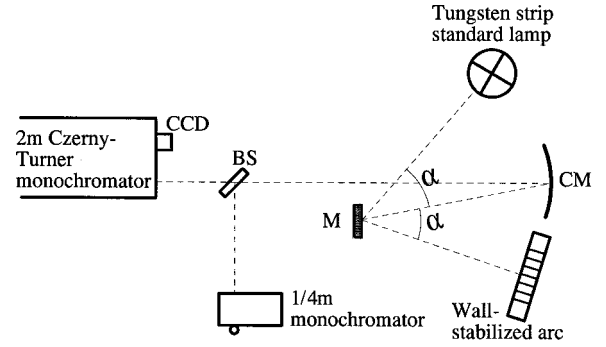 Tungsten strip
standard lamp
CCD
2m Czerny-
Turner
monochromator
BS
α
CM
M
α
1/4m
monochromator
Wall-
stabilized arc